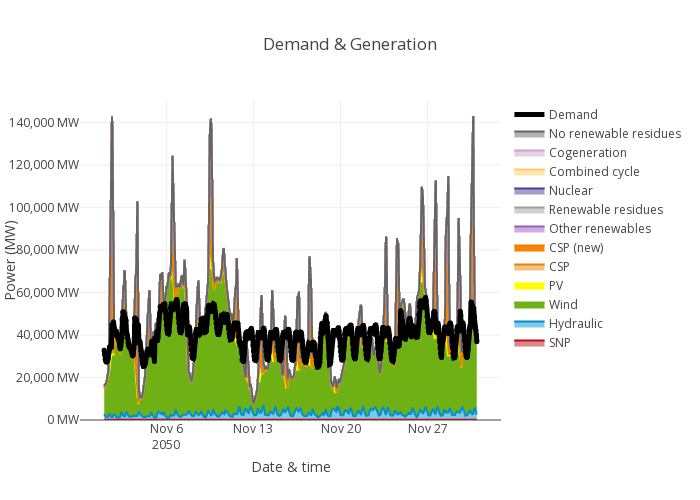 Demand & Generation
140,000 MW
120,000 MW
100,000 MW
80,000 MW
60,000 MW
40,000 MW
20,000 MW
0 MW
Power (MW)
Nov 6
2050
Nov 13
Nov 20
Nov 27
Date & time
Demand
No renewable residues
Cogeneration
Combined cycle
Nuclear
Renewable residues
Other renewables
CSP (new)
CSP
PV
Wind
Hydraulic
SNP